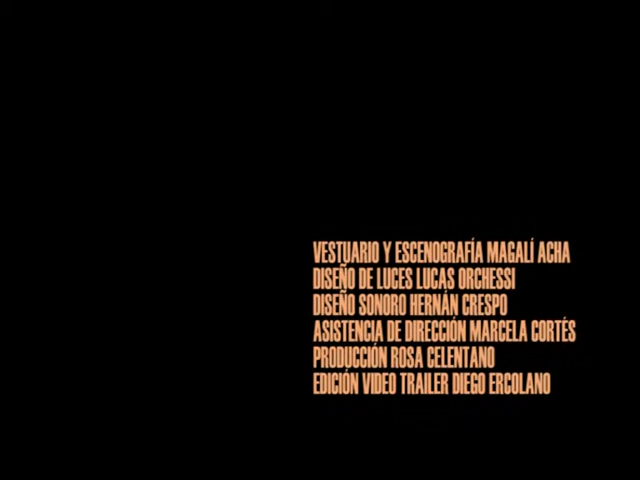 VESTUARIO Y ESCENOGRAFÍA MAGALÍ ACHA
DISEÑO DE LUCES LUCAS ORCHESSI
DISEÑO SONORO HERNÁN CRESPO
ASISTENCIA DE DIRECCIÓN MARCELA CORTÉS
PRODUCCIÓN ROSA CELENTANO
EDICIÓN VIDEO TRAILER DIEGO ERCOLANO